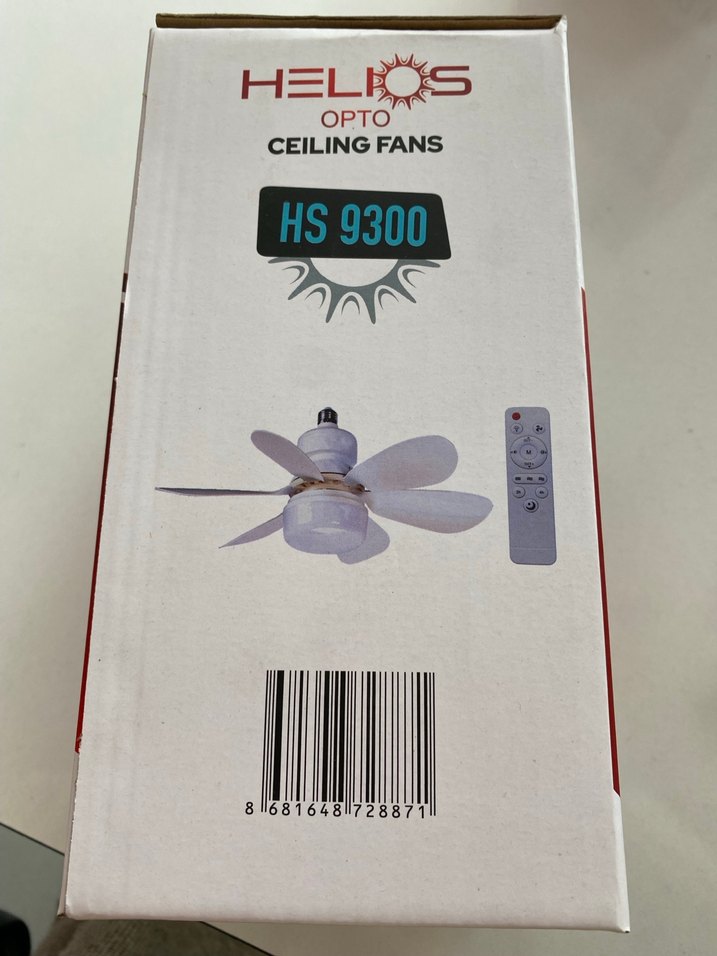 HELIOS
OPTO
CEILING FANS
HS 9300
M
8 681648 728871